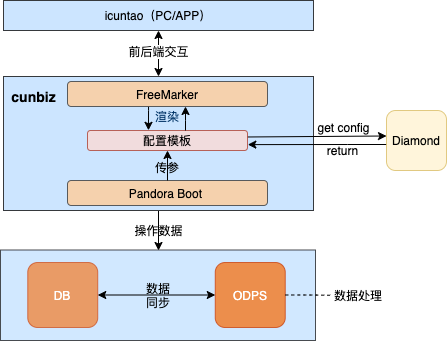 icuntao（PC/APP）
前后端交互
cunbiz
FreeMarker
渲染
配置模板
get config
return
Diamond
传参
Pandora Boot
操作数据
DB
数据
同步
ODPS
数据处理